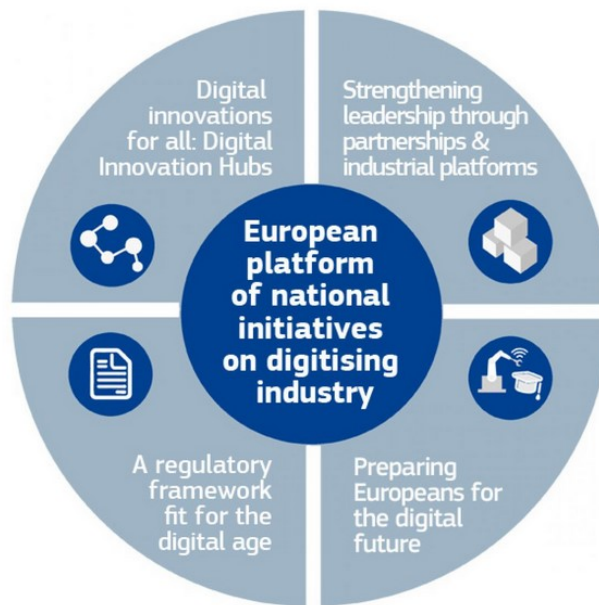 Digital
innovations
for all: Digital
Innovation Hubs
Strengthening
leadership through
partnerships &
industrial platforms
European
platform
of national
initiatives
on digitising
industry
A regulatory
framework
fit for the
digital age
Preparing
Europeans for
the digital
future